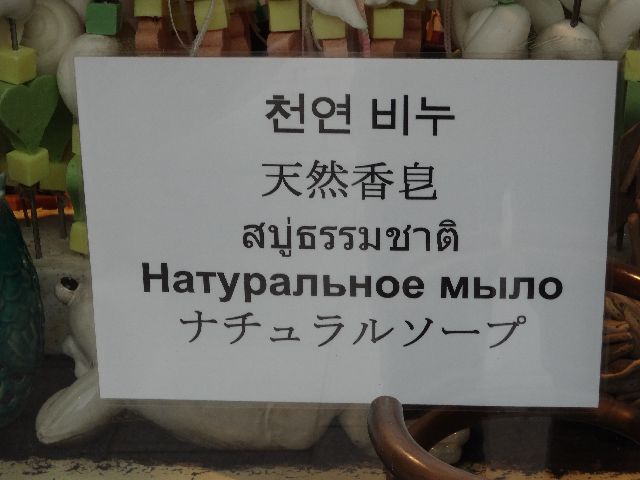 천연 비누
天然香皂
สบู่ธรรมชาติ
Натуральное мыло
ナチュラルソープ